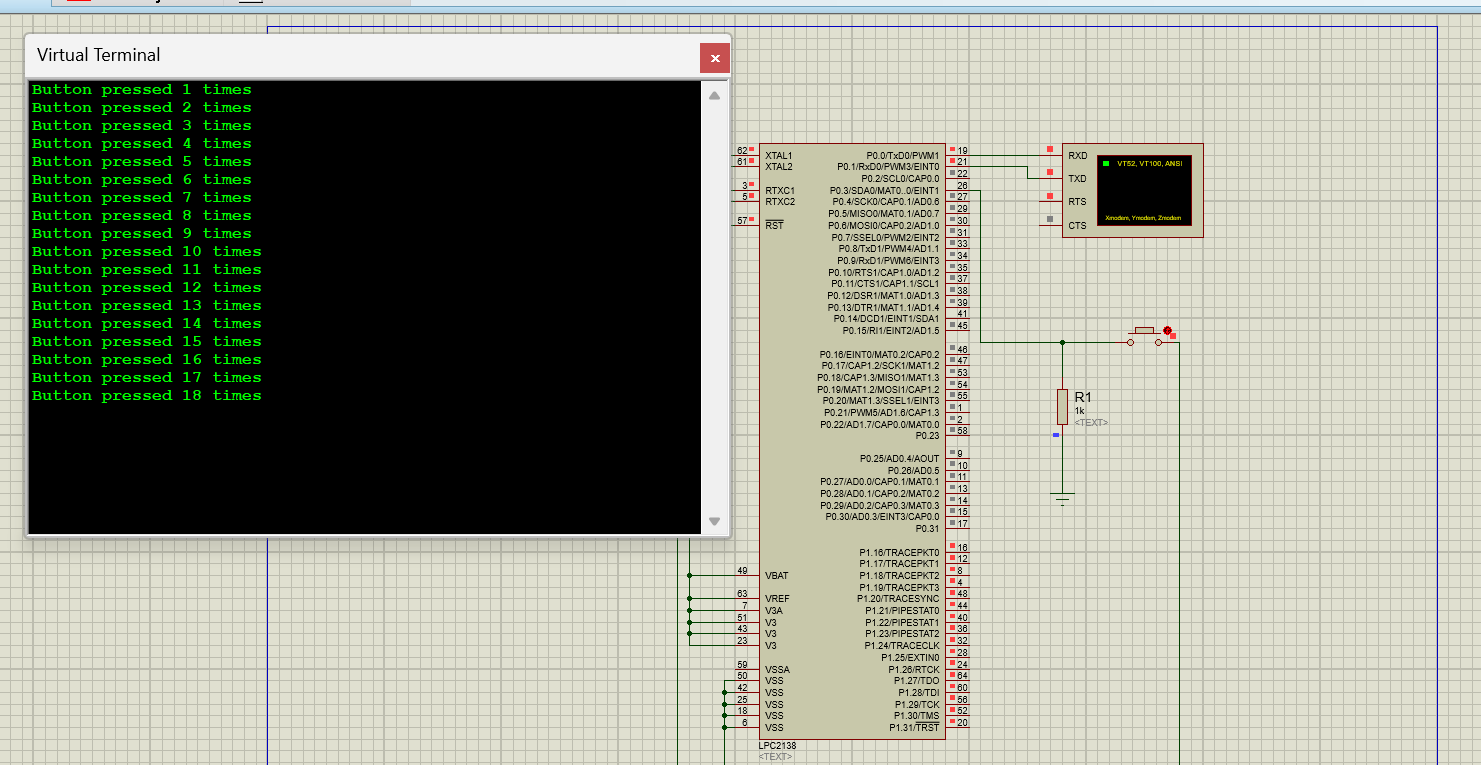 Virtual Terminal
Button pressed 1 times
Button pressed 2 times
Button pressed 3 times
Button pressed 4 times
Button pressed 5 times
Button pressed 6 times
Button pressed 7 times
Button pressed 8 times
Button pressed 9 times
Button pressed 10 times
Button pressed 11 times
Button pressed 12 times
Button pressed 13 times
Button pressed 14 times
Button pressed 15 times
Button pressed 16 times
Button pressed 17 times
Button pressed 18 times
62 XTAL1
61 XTAL2
3 RTXC1
5 RTXC2
57 RST
49 VBAT
63 VREF
7 V3A
51 V3
43 V3
23 V3
59 VSSA
50 VSS
42 VSS
25 VSS
18 VSS
6 VSS
P0.0/TxD0/PWM1 19
P0.1/RxD0/PWM3/EINT0 21
P0.2/SCL0/CAP0.0 22
P0.3/SDA0/MAT0..0/EINT1 26
P0.4/SCK0/CAP0.1/AD0.6 27
P0.5/MISO0/MAT0.1/AD0.7 29
P0.6/MOSI0/CAP0.2/AD1.0 30
P0.7/SSEL0/PWM2/EINT2 31
P0.8/TxD1/PWM4/AD1.1 33
P0.9/RxD1/PWM6/EINT3 34
P0.10/RTS1/CAP1.0/AD1.2 35
P0.11/CTS1/CAP1.1/SCL1 37
P0.12/DSR1/MAT1.0/AD1.3 38
P0.13/DTR1/MAT1.1/AD1.4 39
P0.14/DCD1/EINT1/SDA1 41
P0.15/RI1/EINT2/AD1.5 45
P0.16/EINT0/MAT0.2/CAP0.2 46
P0.17/CAP1.2/SCK1/MAT1.2 47
P0.18/CAP1.3/MISO1/MAT1.3 53
P0.19/MAT1.2/MOSI1/CAP1.2 54
P0.20/MAT1.3/SSEL1/EINT3 55
P0.21/PWM5/AD1.6/CAP1.3 1
P0.22/AD1.7/CAP0.0/MAT0.0 2
P0.23 58
P0.25/AD0.4/AOUT 9
P0.26/AD0.5 10
P0.27/AD0.0/CAP0.1/MAT0.1 11
P0.28/AD0.1/CAP0.2/MAT0.2 13
P0.29/AD0.2/CAP0.3/MAT0.3 14
P0.30/AD0.3/EINT3/CAP0.0 15
P0.31 17
P1.16/TRACEPKT0 16
P1.17/TRACEPKT1 12
P1.18/TRACEPKT2 8
P1.19/TRACEPKT3 4
P1.20/TRACESYNC 48
P1.21/PIPESTAT0 44
P1.22/PIPESTAT1 40
P1.23/PIPESTAT2 36
P1.24/TRACECLK 32
P1.25/EXTIN0 28
P1.26/RTCK 24
P1.27/TDO 64
P1.28/TDI 60
P1.29/TCK 56
P1.30/TMS 52
P1.31/TRST 20
LPC2138
<TEXT>
RXD
TXD
RTS
CTS
VT52, VT100, ANSI
Xmodem, Ymodem, Zmodem
R1
1k
<TEXT>